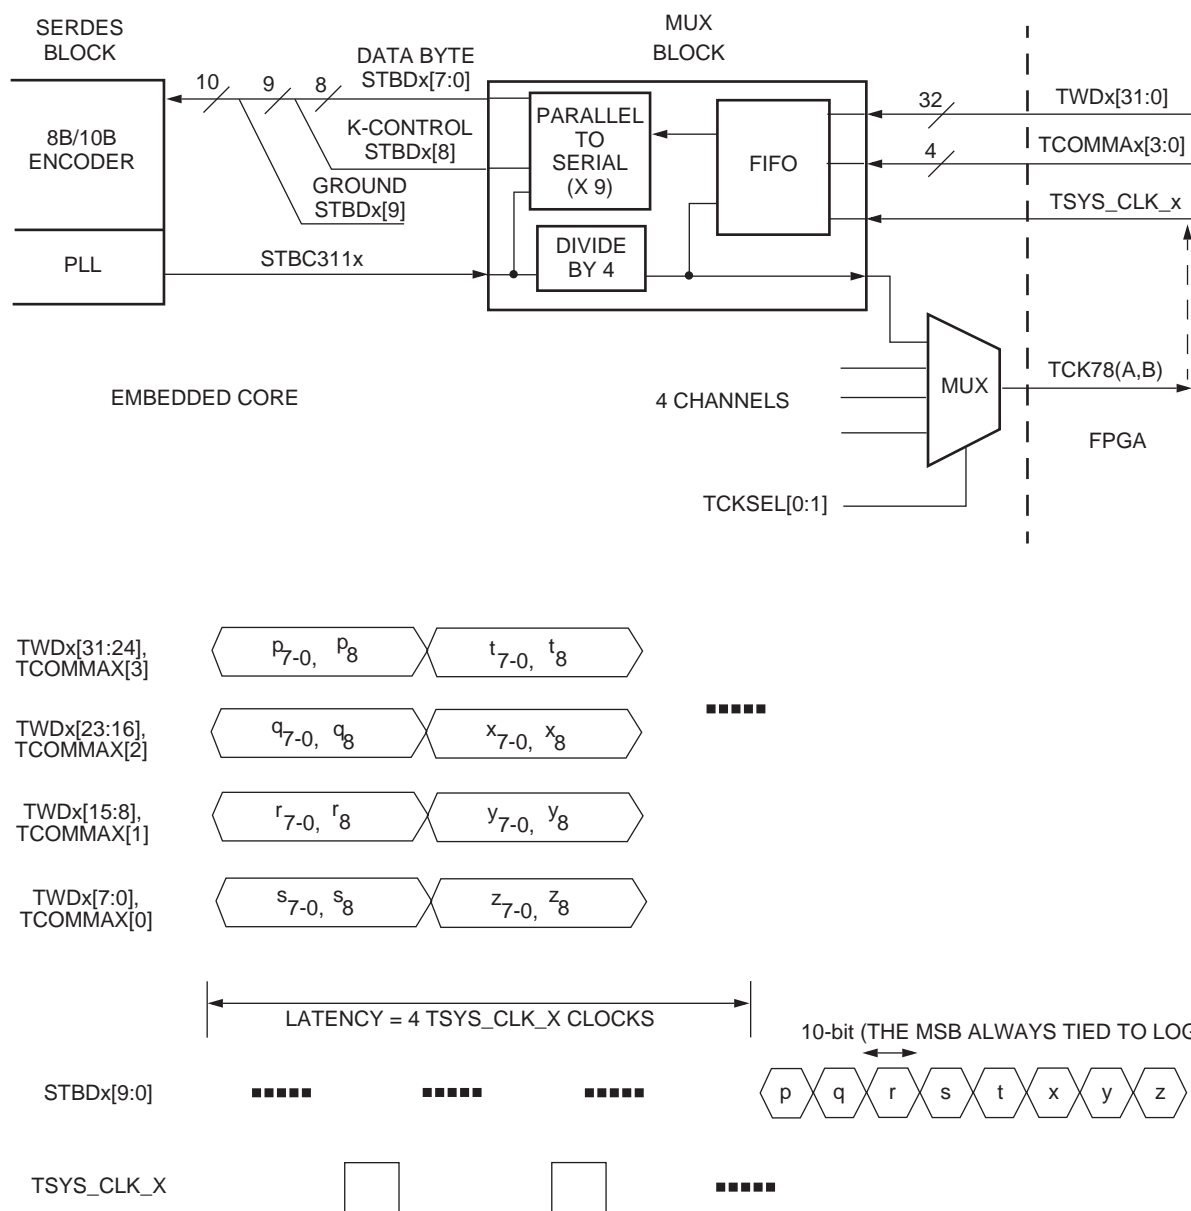 SERDES
BLOCK
MUX
BLOCK
DATA BYTE
STBDx[7:0]
10
9
8
K-CONTROL
STBDx[8]
GROUND
STBDx[9]
8B/10B
ENCODER
PLL
STBC311x
PARALLEL
TO
SERIAL
(X 9)
FIFO
DIVIDE
BY 4
32
TWDx[31:0]
4
TCOMMAx[3:0]
TSYS_CLK_x
EMBEDDED CORE
4 CHANNELS
MUX
TCK78(A,B)
FPGA
TCKSEL[0:1]
TWDx[31:24],
TCOMMAX[3]
p7-0, p8
t7-0, t8
TWDx[23:16],
TCOMMAX[2]
q7-0, q8
x7-0, x8
TWDx[15:8],
TCOMMAX[1]
r7-0, r8
y7-0, y8
TWDx[7:0],
TCOMMAX[0]
s7-0, s8
z7-0, z8
LATENCY = 4 TSYS_CLK_X CLOCKS
10-bit (THE MSB ALWAYS TIED TO LOG
STBDx[9:0]
p q r s t x y z
TSYS_CLK_X